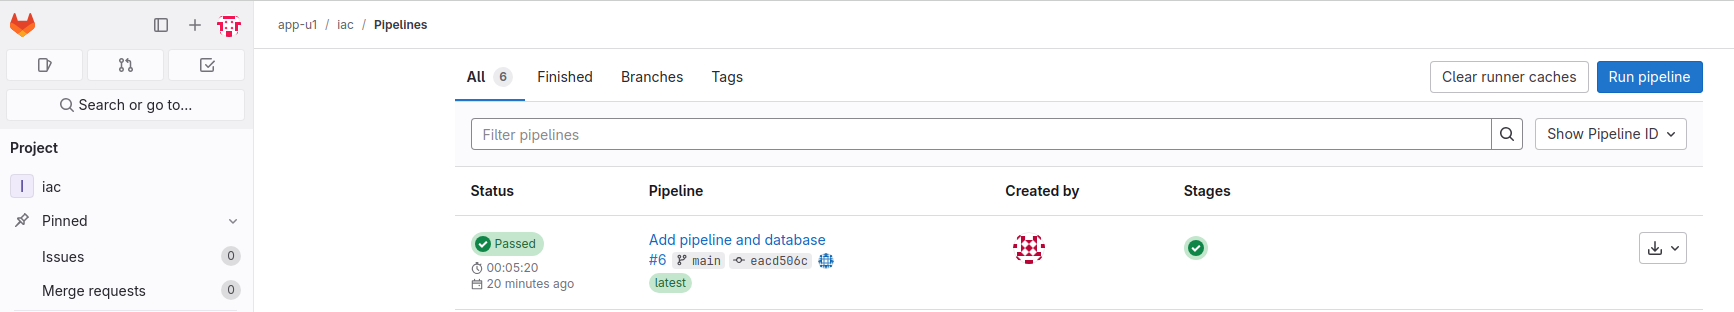 app-u1 / iac / Pipelines
Search or go to...
Project
I iac
Pinned
Issues 0
Merge requests 0
All 6 Finished Branches Tags Clear runner caches Run pipeline
Filter pipelines Show Pipeline ID
Status Pipeline Created by Stages
Passed
00:05:20
20 minutes ago
Add pipeline and database
#6 main eacd506c
latest